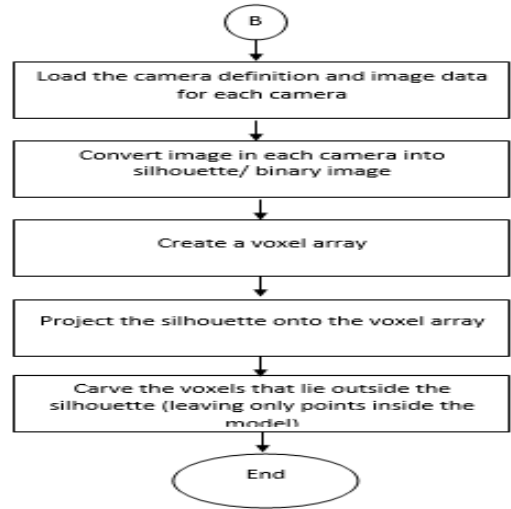 B
Load the camera definition and image data
for each camera
Convert image in each camera into
silhouette/ binary image
Create a voxel array
Project the silhouette onto the voxel array
Carve the voxels that lie outside the
silhouette (leaving only points inside the
model)
End